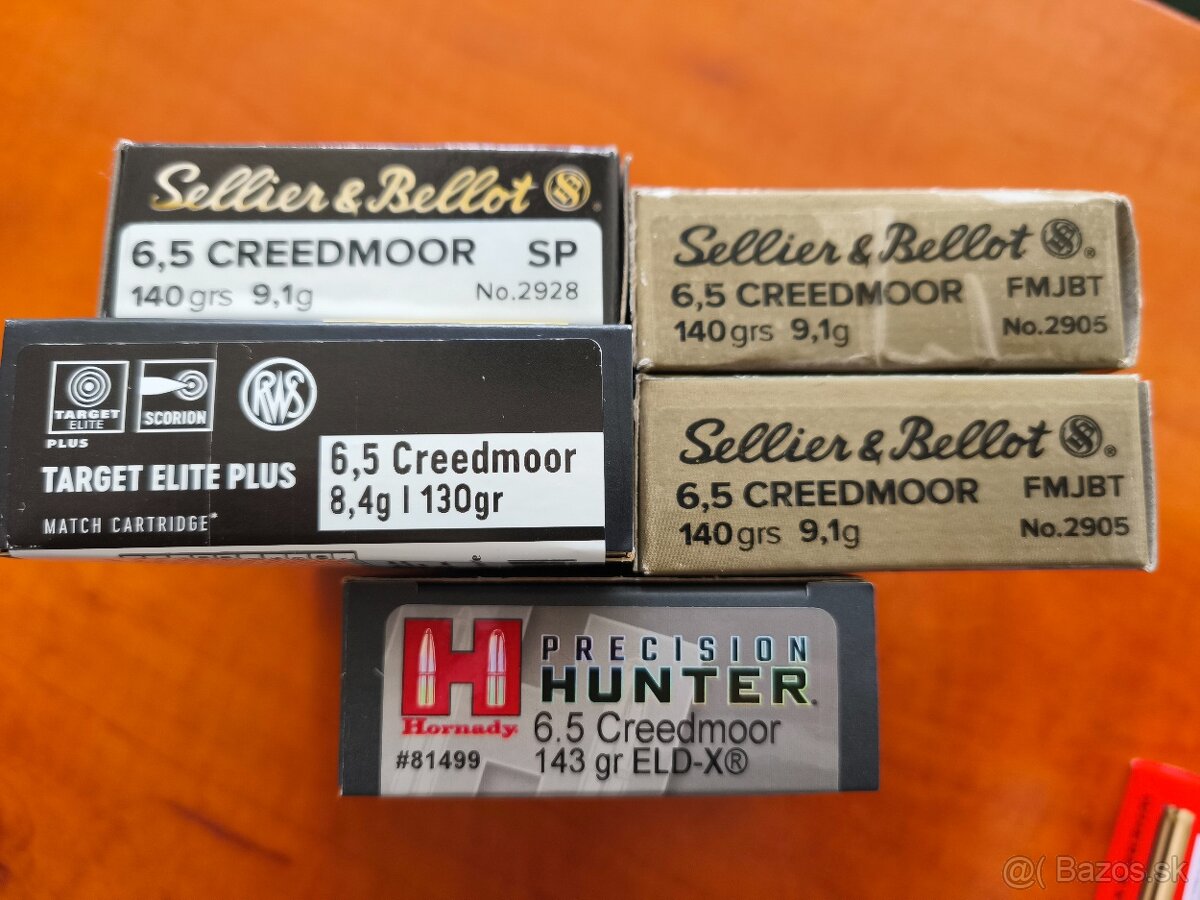 Sellier & Bellot
6,5 CREEDMOOR SP
140 grs 9,1g No.2928
Sellier & Bellot ®
6,5 CREEDMOOR FMJBT
140 grs 9,1g No.2905
TARGET
ELITE
PLUS
SCORION
RWS
TARGET ELITE PLUS
MATCH CARTRIDGE
6,5 Creedmoor
8,4g | 130gr
Sellier & Bellot ®
6,5 CREEDMOOR FMJBT
140 grs 9,1g No.2905
H
Hornady
#81499
PRECISION
HUNTER
6.5 Creedmoor
143 gr ELD-X®
@( Bazos.sk